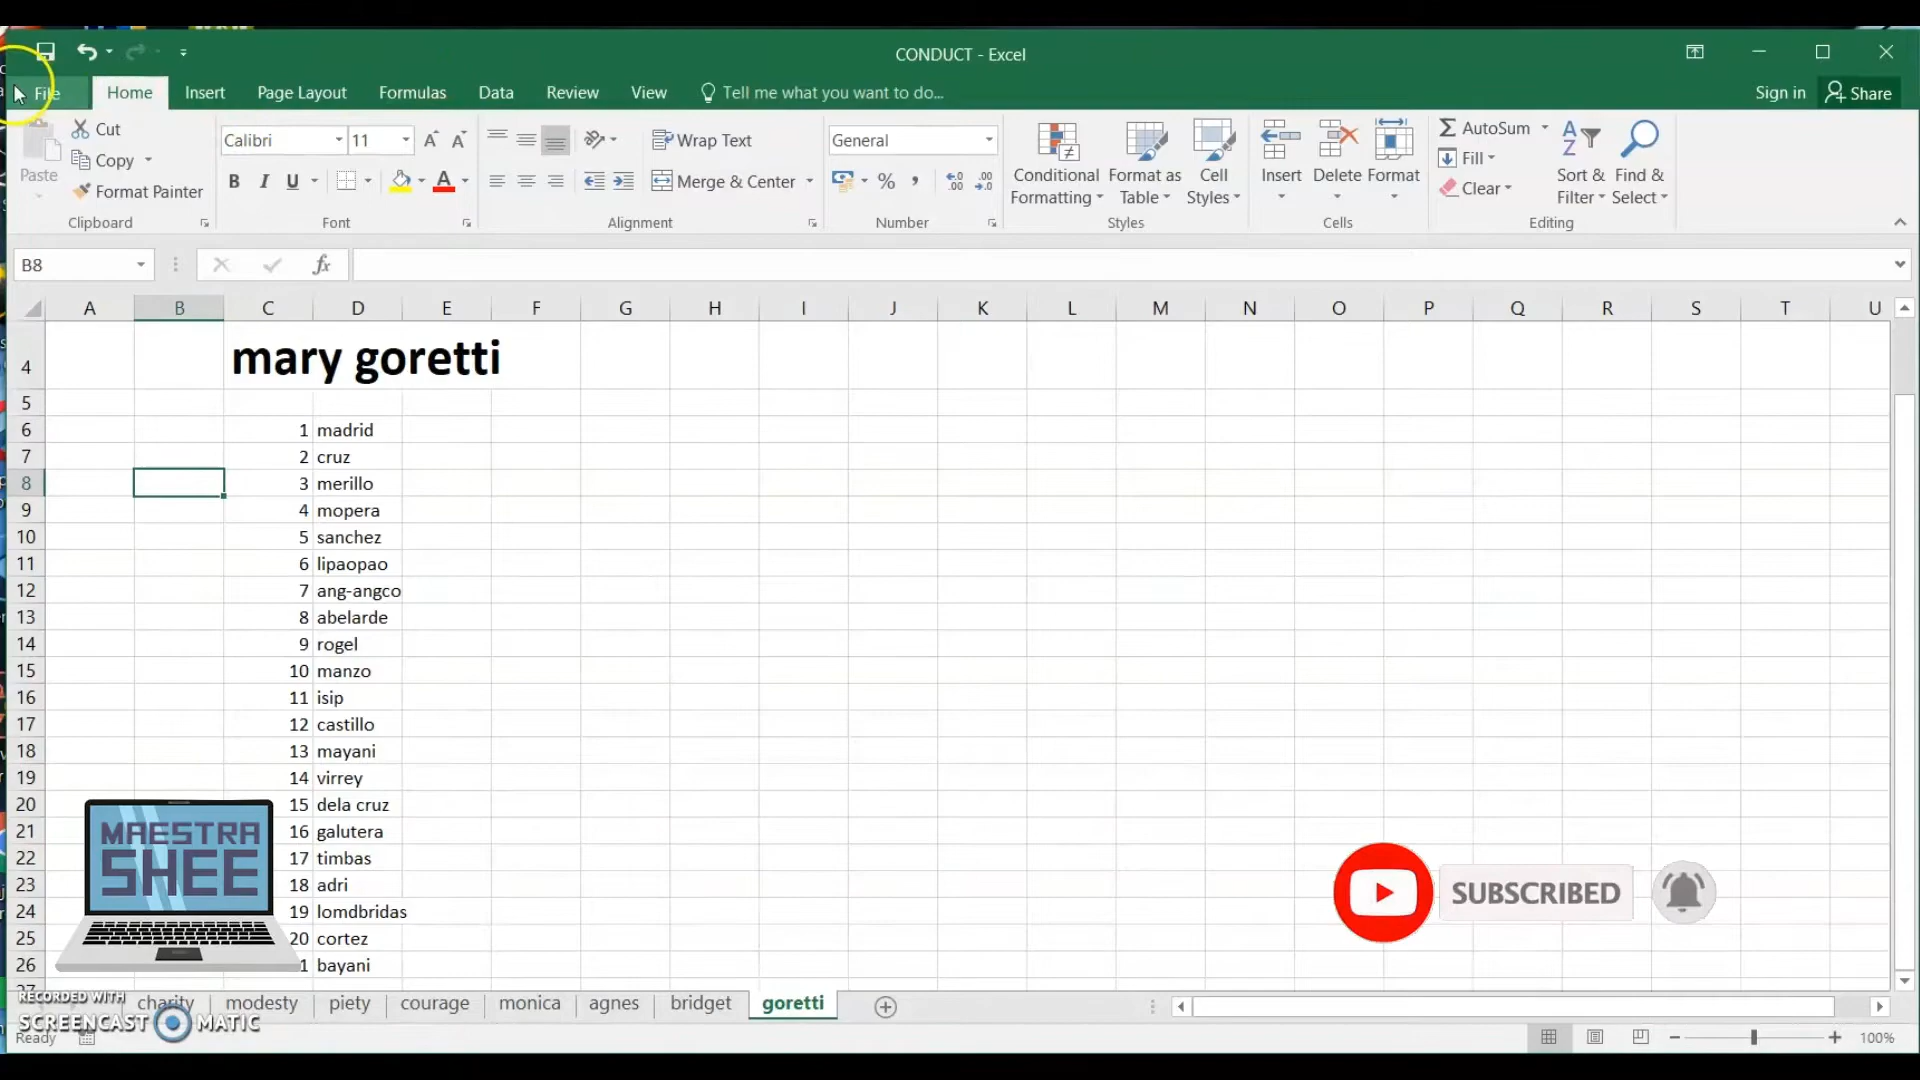 CONDUCT - Excel
File Home Insert Page Layout Formulas Data Review View Tell me what you want to do... Sign in Share
Cut
Copy
Format Painter
Paste
Clipboard
Calibri 11
B I U
Font
Wrap Text
Merge & Center
Alignment
General
% ,
Number
Conditional Formatting
Format as Table
Cell Styles
Styles
Insert Delete Format
Cells
AutoSum
Fill
Clear
Sort & Filter
Find & Select
Editing
B8 fx
A B C D E F G H I J K L M N O P Q R S T U
4 mary goretti
5
6 1 madrid
7 2 cruz
8 3 merillo
9 4 mopera
10 5 sanchez
11 6 lipaopao
12 7 ang-angco
13 8 abelarde
14 9 rogel
15 10 manzo
16 11 isip
17 12 castillo
18 13 mayani
19 14 virrey
20 15 dela cruz
21 16 galutera
22 17 timbas
23 18 adri
24 19 lomdbridas
25 20 cortez
26 1 bayani
MAESTRA
SHEE
SUBSCRIBED
charity modesty piety courage monica agnes bridget goretti
RECORDED WITH
SCREENCAST MATIC
Ready 100%